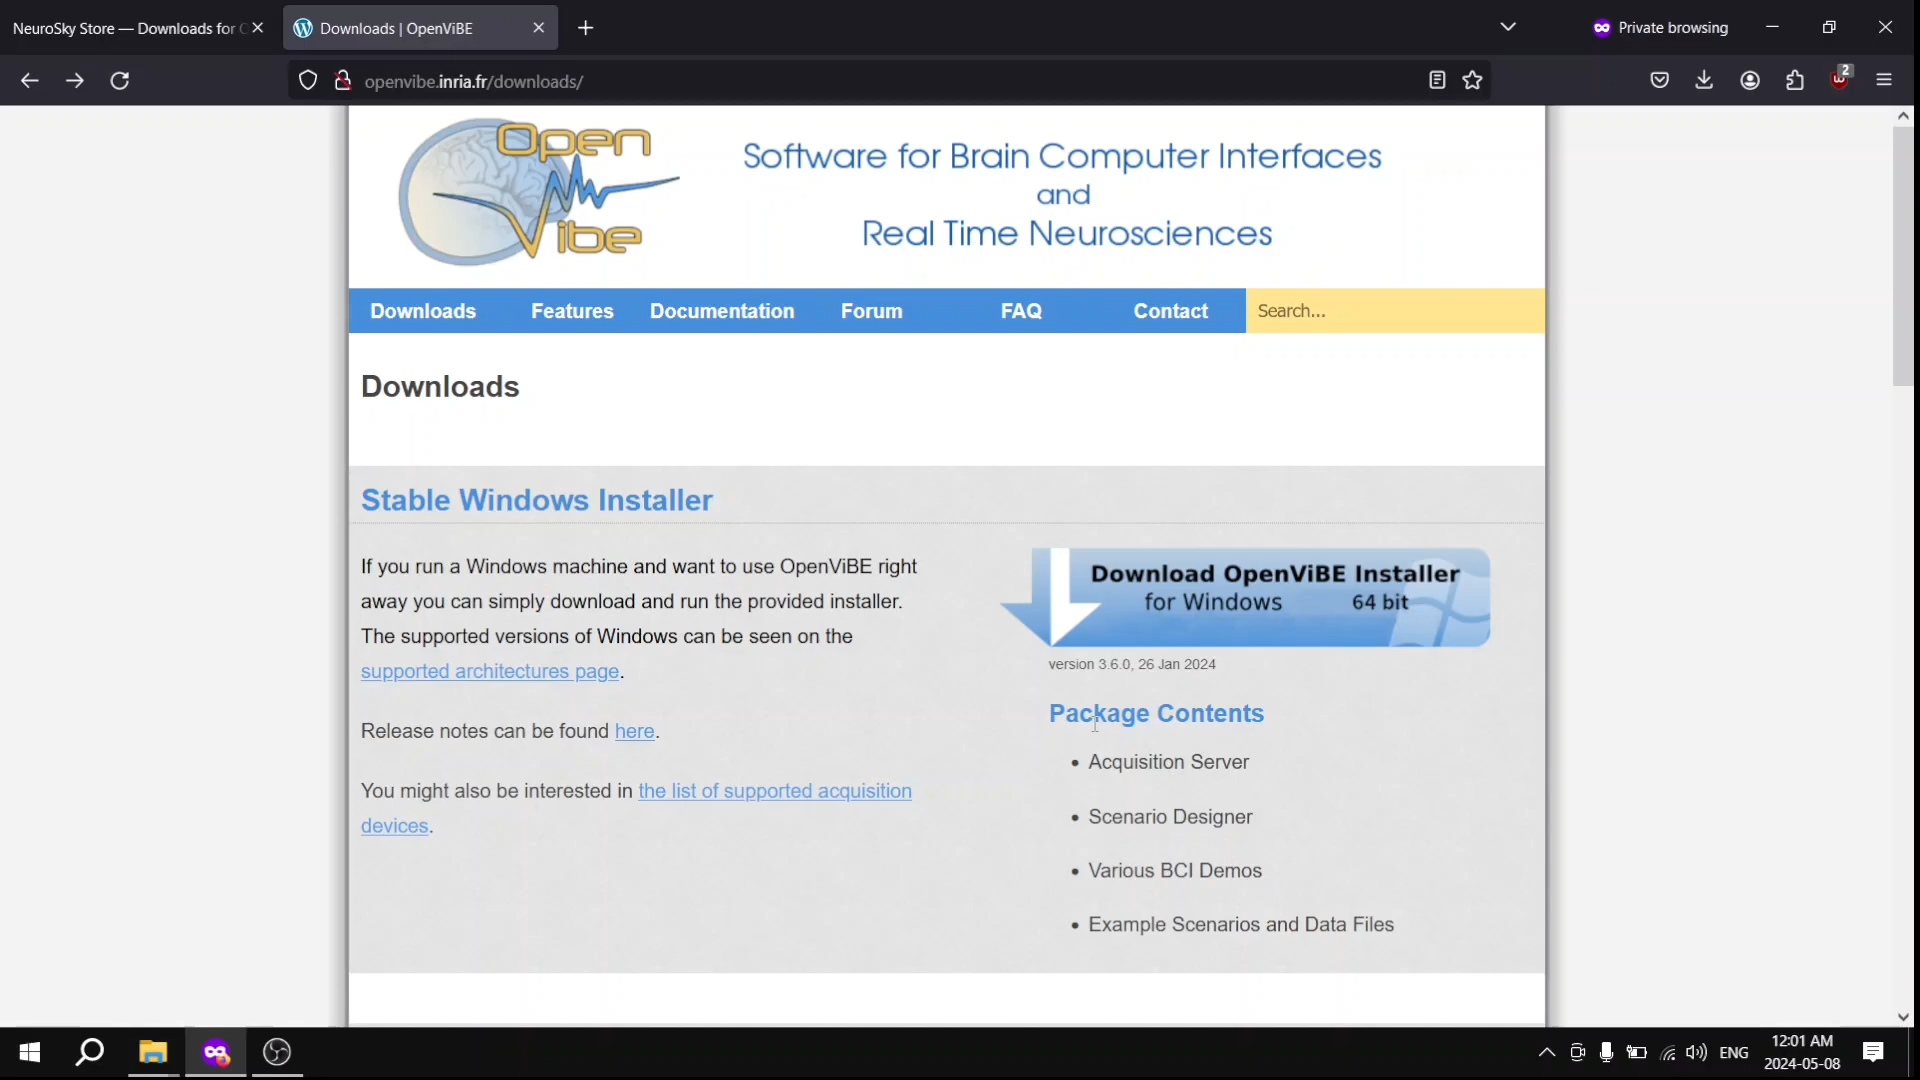 NeuroSky Store — Downloads for
Downloads | OpenViBE
Private browsing
openvibe.inria.fr/downloads/
2
Open
Vibe
Software for Brain Computer Interfaces
and
Real Time Neurosciences
Downloads Features Documentation Forum FAQ Contact Search...
Downloads
Stable Windows Installer
If you run a Windows machine and want to use OpenViBE right
away you can simply download and run the provided installer.
The supported versions of Windows can be seen on the
supported architectures page.
Release notes can be found here.
You might also be interested in the list of supported acquisition
devices.
Download OpenViBE Installer
for Windows 64 bit
version 3.6.0, 26 Jan 2024
Package Contents
• Acquisition Server
• Scenario Designer
• Various BCI Demos
• Example Scenarios and Data Files
ENG
12:01 AM
2024-05-08